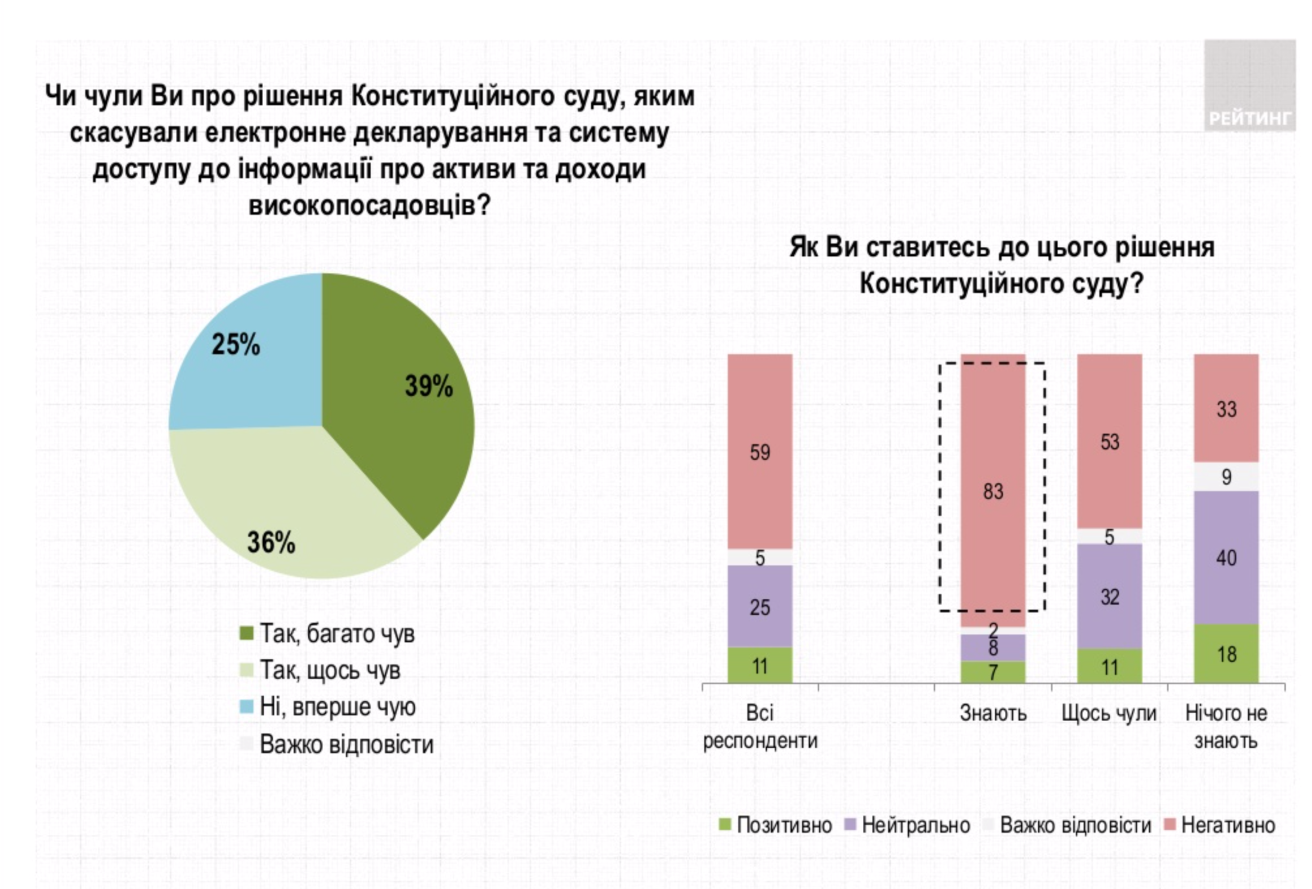 РЕЙТИНГ
Чи чули Ви про рішення Конституційного суду, яким
скасували електронне декларування та систему
доступу до інформації про активи та доходи
високопосадовців?
25%
39%
36%
Так, багато чув
Так, щось чув
Ні, вперше чую
Важко відповісти
Як Ви ставитесь до цього рішення
Конституційного суду?
59
5
25
11
83
2
8
7
53
5
32
11
33
9
40
18
Всі
респонденти
Знають
Щось чули
Нічого не
знають
Позитивно
Нейтрально
Важко відповісти
Негативно